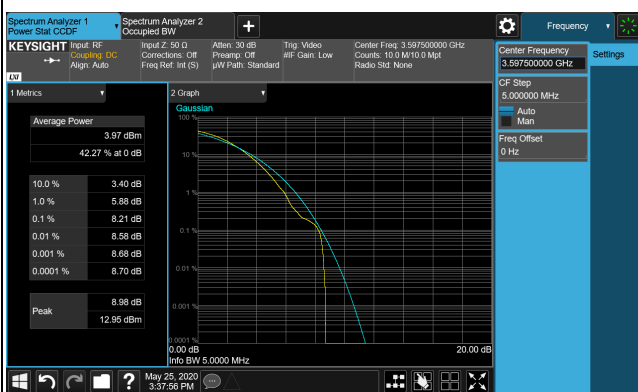 Spectrum Analyzer 1
Power Stat CCDF
Spectrum Analyzer 2
Occupied BW
Frequency
KEYSIGHT
Input: RF
Coupling: DC
Align: Auto
Input Z: 50 Ω
Corrections: Off
Freq Ref: Int (S)
Atten: 30 dB
Preamp: Off
µW Path: Standard
Trig: Video
#IF Gain: Low
Center Freq: 3.597500000 GHz
Counts: 10.0 M/10.0 Mpt
Radio Std: None
LXI
Center Frequency
3.597500000 GHz
Settings
CF Step
5.000000 MHz
Auto
Man
Freq Offset
0 Hz
1 Metrics
Average Power
3.97 dBm
42.27 % at 0 dB
10.0 % 3.40 dB
1.0 % 5.88 dB
0.1 % 8.21 dB
0.01 % 8.58 dB
0.001 % 8.68 dB
0.0001 % 8.70 dB
Peak
8.98 dB
12.95 dBm
2 Graph
Gaussian
100 %
10 %
1 %
0.1 %
0.01 %
0.001 %
0.0001 %
0.00 dB
20.00 dB
Info BW 5.0000 MHz
?
May 25, 2020
3:37:56 PM